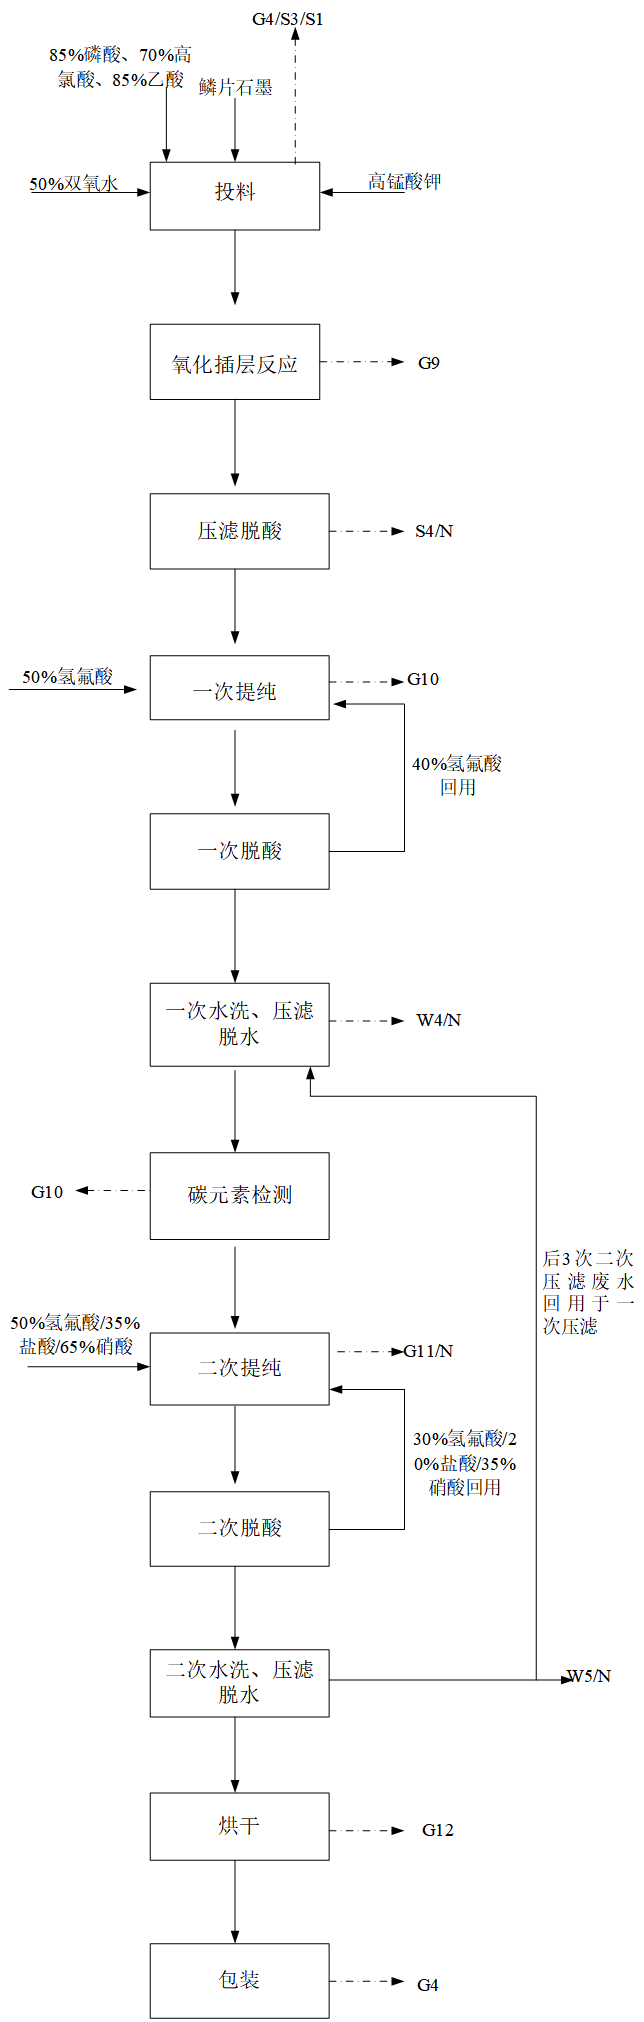 G4/S3/S1
85%磷酸、70%高
氯酸、85%乙酸
鳞片石墨
50%双氧水
投料
高锰酸钾
氧化插层反应
G9
压滤脱酸
S4/N
50%氢氟酸
一次提纯
G10
40%氢氟酸
回用
一次脱酸
一次水洗、压滤
脱水
W4/N
G10
碳元素检测
后3次二次
压滤废水
回用于一
次压滤
50%氢氟酸/35%
盐酸/65%硝酸
二次提纯
G11/N
30%氢氟酸/2
0%盐酸/35%
硝酸回用
二次脱酸
二次水洗、压滤
脱水
W5/N
烘干
G12
包装
G4